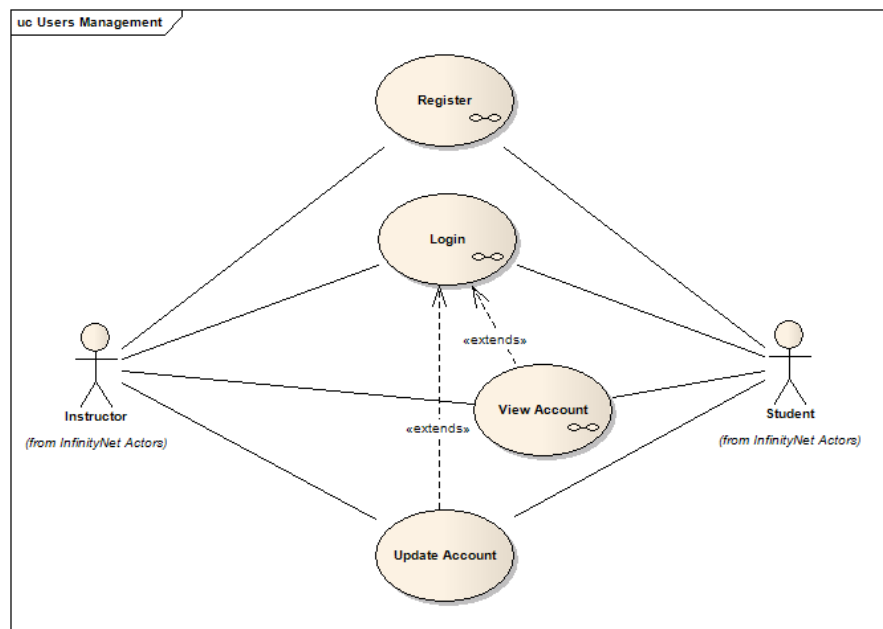 uc Users Management
Register
Login
«extends»
View Account
Instructor
(from InfinityNet Actors)
Student
(from InfinityNet Actors)
«extends»
Update Account